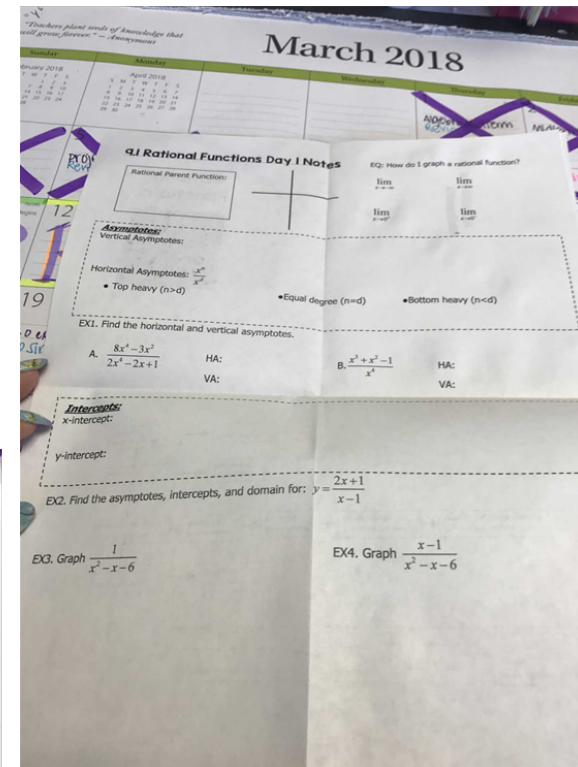 "Teachers plant seeds of knowledge that
will grow forever." — Anonymous
March 2018
Sunday Monday Tuesday Wednesday Thursday
April 2018
12
19
9.1 Rational Functions Day 1 Notes
EQ: How do I graph a rational function?
Rational Parent Function:
lim lim
lim lim
Asymptotes:
Vertical Asymptotes:
Horizontal Asymptotes: x^n/x^d
• Top heavy (n>d) •Equal degree (n=d) •Bottom heavy (n<d)
EX1. Find the horizontal and vertical asymptotes.
A. (8x⁴−3x²)/(2x⁴−2x+1) HA: B. (x³+x²−1)/x⁴ HA:
VA: VA:
Intercepts:
x-intercept:
y-intercept:
EX2. Find the asymptotes, intercepts, and domain for: y=(2x+1)/(x−1)
EX3. Graph 1/(x²−x−6) EX4. Graph (x−1)/(x²−x−6)